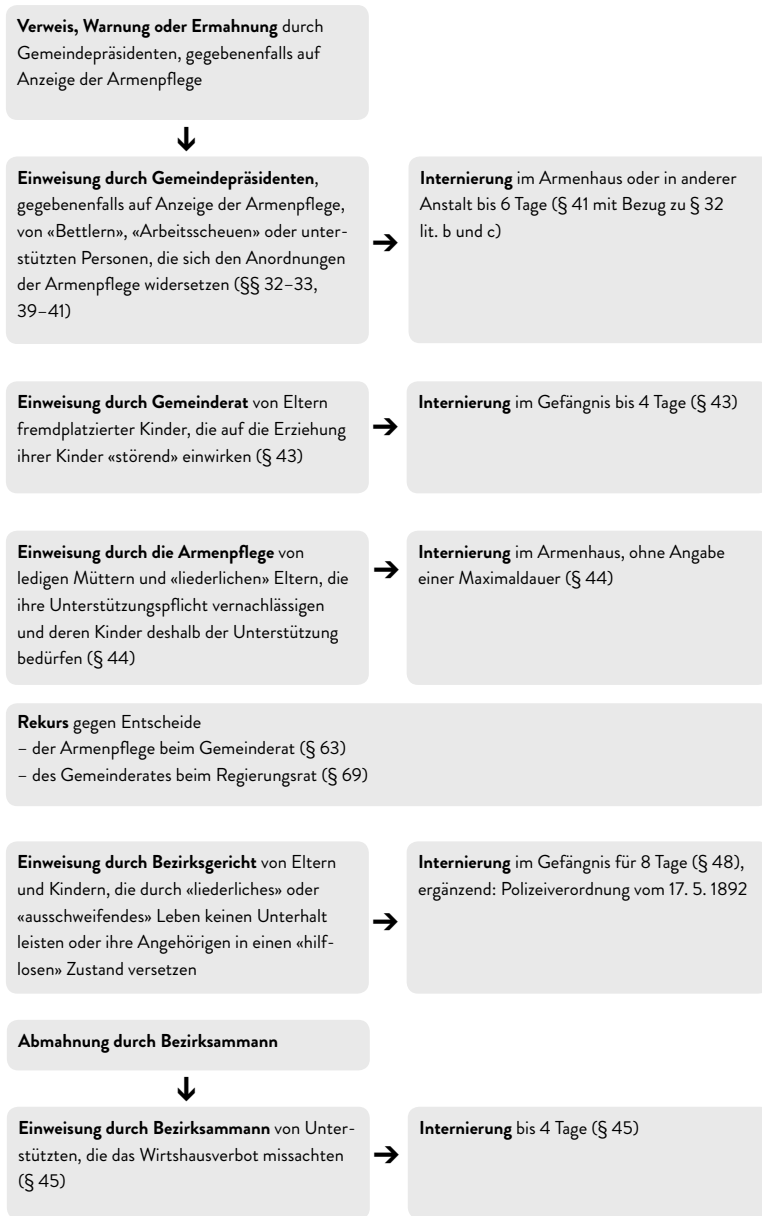 Verweis, Warnung oder Ermahnung durch
Gemeindepräsidenten, gegebenenfalls auf
Anzeige der Armenpflege
Einweisung durch Gemeindepräsidenten,
gegebenenfalls auf Anzeige der Armenpflege,
von «Bettlern», «Arbeitsscheuen» oder unter-
stützten Personen, die sich den Anordnungen
der Armenpflege widersetzen (§§ 32–33,
39–41)
Internierung im Armenhaus oder in anderer
Anstalt bis 6 Tage (§ 41 mit Bezug zu § 32
lit. b und c)
Einweisung durch Gemeinderat von Eltern
fremdplatzierter Kinder, die auf die Erziehung
ihrer Kinder «störend» einwirken (§ 43)
Internierung im Gefängnis bis 4 Tage (§ 43)
Einweisung durch die Armenpflege von
ledigen Müttern und «liederlichen» Eltern, die
ihre Unterstützungspflicht vernachlässigen
und deren Kinder deshalb der Unterstützung
bedürfen (§ 44)
Internierung im Armenhaus, ohne Angabe
einer Maximaldauer (§ 44)
Rekurs gegen Entscheide
– der Armenpflege beim Gemeinderat (§ 63)
– des Gemeinderates beim Regierungsrat (§ 69)
Einweisung durch Bezirksgericht von Eltern
und Kindern, die durch «liederliches» oder
«ausschweifendes» Leben keinen Unterhalt
leisten oder ihre Angehörigen in einen «hilf-
losen» Zustand versetzen
Internierung im Gefängnis für 8 Tage (§ 48),
ergänzend: Polizeiverordnung vom 17. 5. 1892
Abmahnung durch Bezirksammann
Einweisung durch Bezirksammann von Unter-
stützten, die das Wirtshausverbot missachten
(§ 45)
Internierung bis 4 Tage (§ 45)